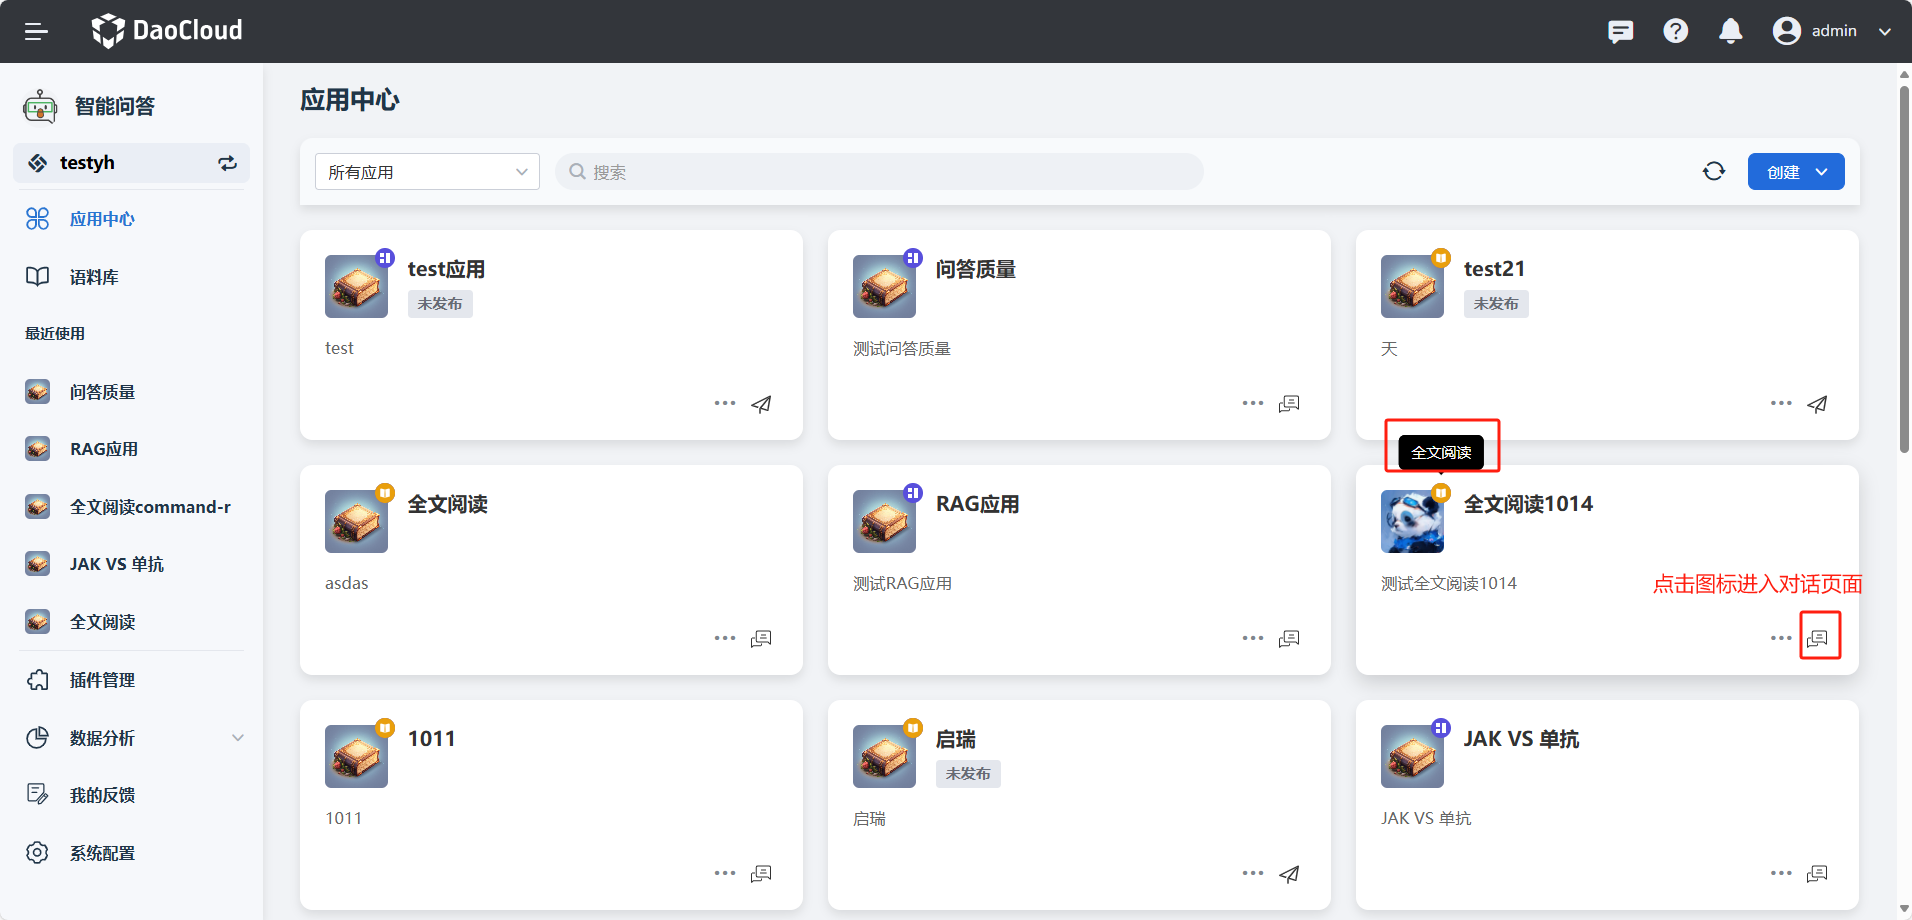 DaoCloud
admin
智能问答
testyh
应用中心
语料库
最近使用
问答质量
RAG应用
全文阅读command-r
JAK VS 单抗
全文阅读
插件管理
数据分析
我的反馈
系统配置
应用中心
所有应用
搜索
创建
test应用
未发布
test
问答质量
测试问答质量
test21
未发布
天
全文阅读
全文阅读
asdas
RAG应用
测试RAG应用
全文阅读1014
测试全文阅读1014
点击图标进入对话页面
1011
1011
启瑞
未发布
启瑞
JAK VS 单抗
JAK VS 单抗